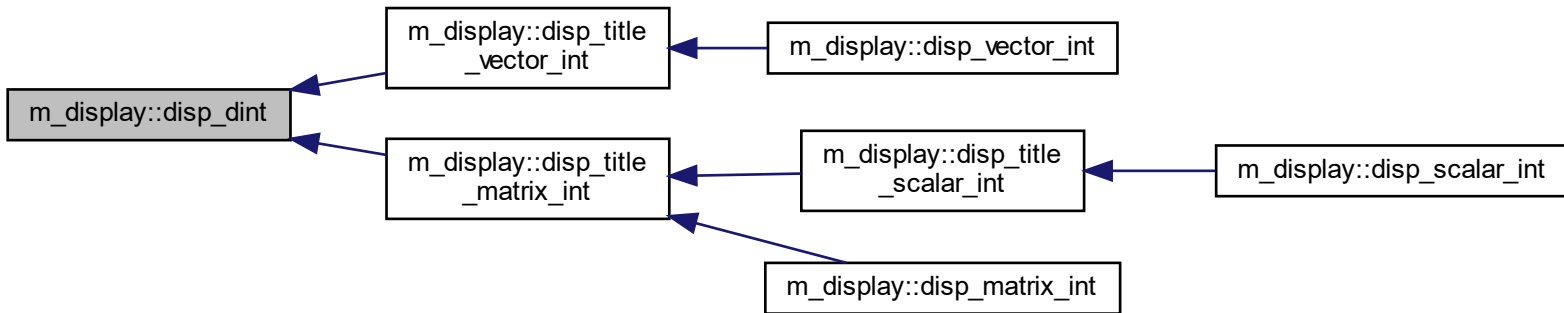 m_display::disp_dint
m_display::disp_title
_vector_int
m_display::disp_vector_int
m_display::disp_title
_matrix_int
m_display::disp_title
_scalar_int
m_display::disp_scalar_int
m_display::disp_matrix_int